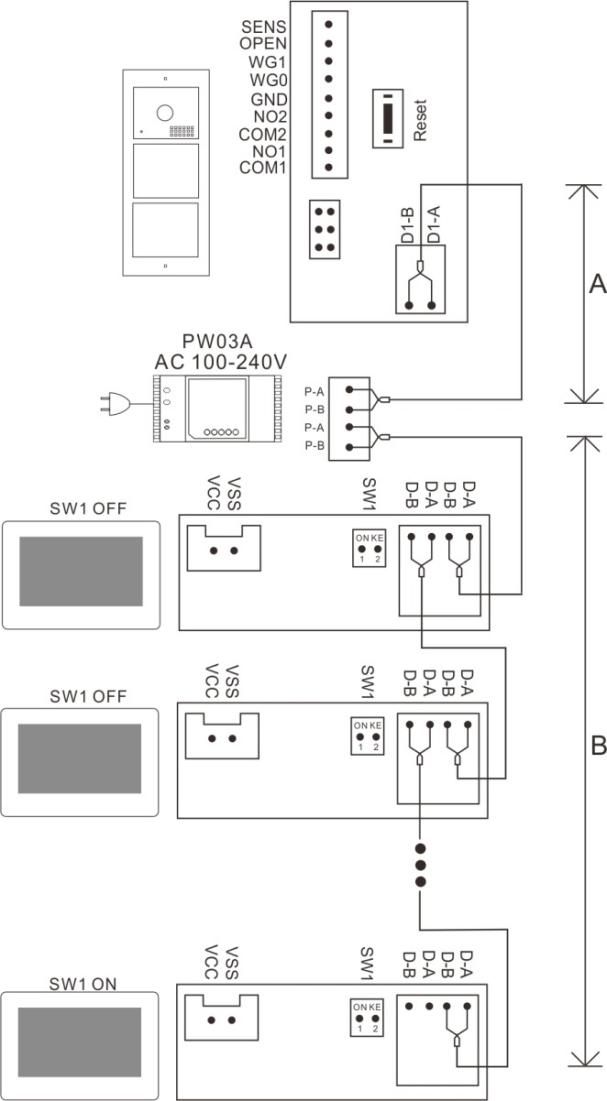 SENS
OPEN
WG1
WG0
GND
NO2
COM2
NO1
COM1
Reset
D1-B
D1-A
A
PW03A
AC 100-240V
P-A
P-B
P-A
P-B
SW1 OFF
VCC
VSS
SW1
ON KE
1 2
D-B
D-A
D-B
D-A
SW1 OFF
VCC
VSS
SW1
ON KE
1 2
D-B
D-A
D-B
D-A
B
SW1 ON
VCC
VSS
SW1
ON KE
1 2
D-B
D-A
D-B
D-A